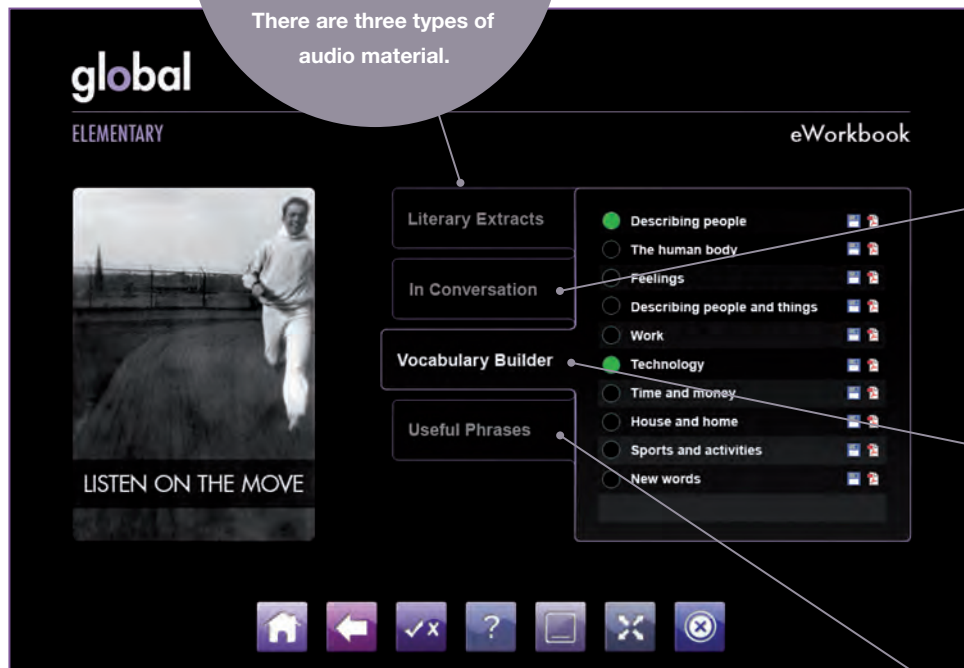 There are three types of
audio material.
global
ELEMENTARY
eWorkbook
LISTEN ON THE MOVE
Literary Extracts
In Conversation
Vocabulary Builder
Useful Phrases
Describing people
The human body
Feelings
Describing people and things
Work
Technology
Time and money
House and home
Sports and activities
New words